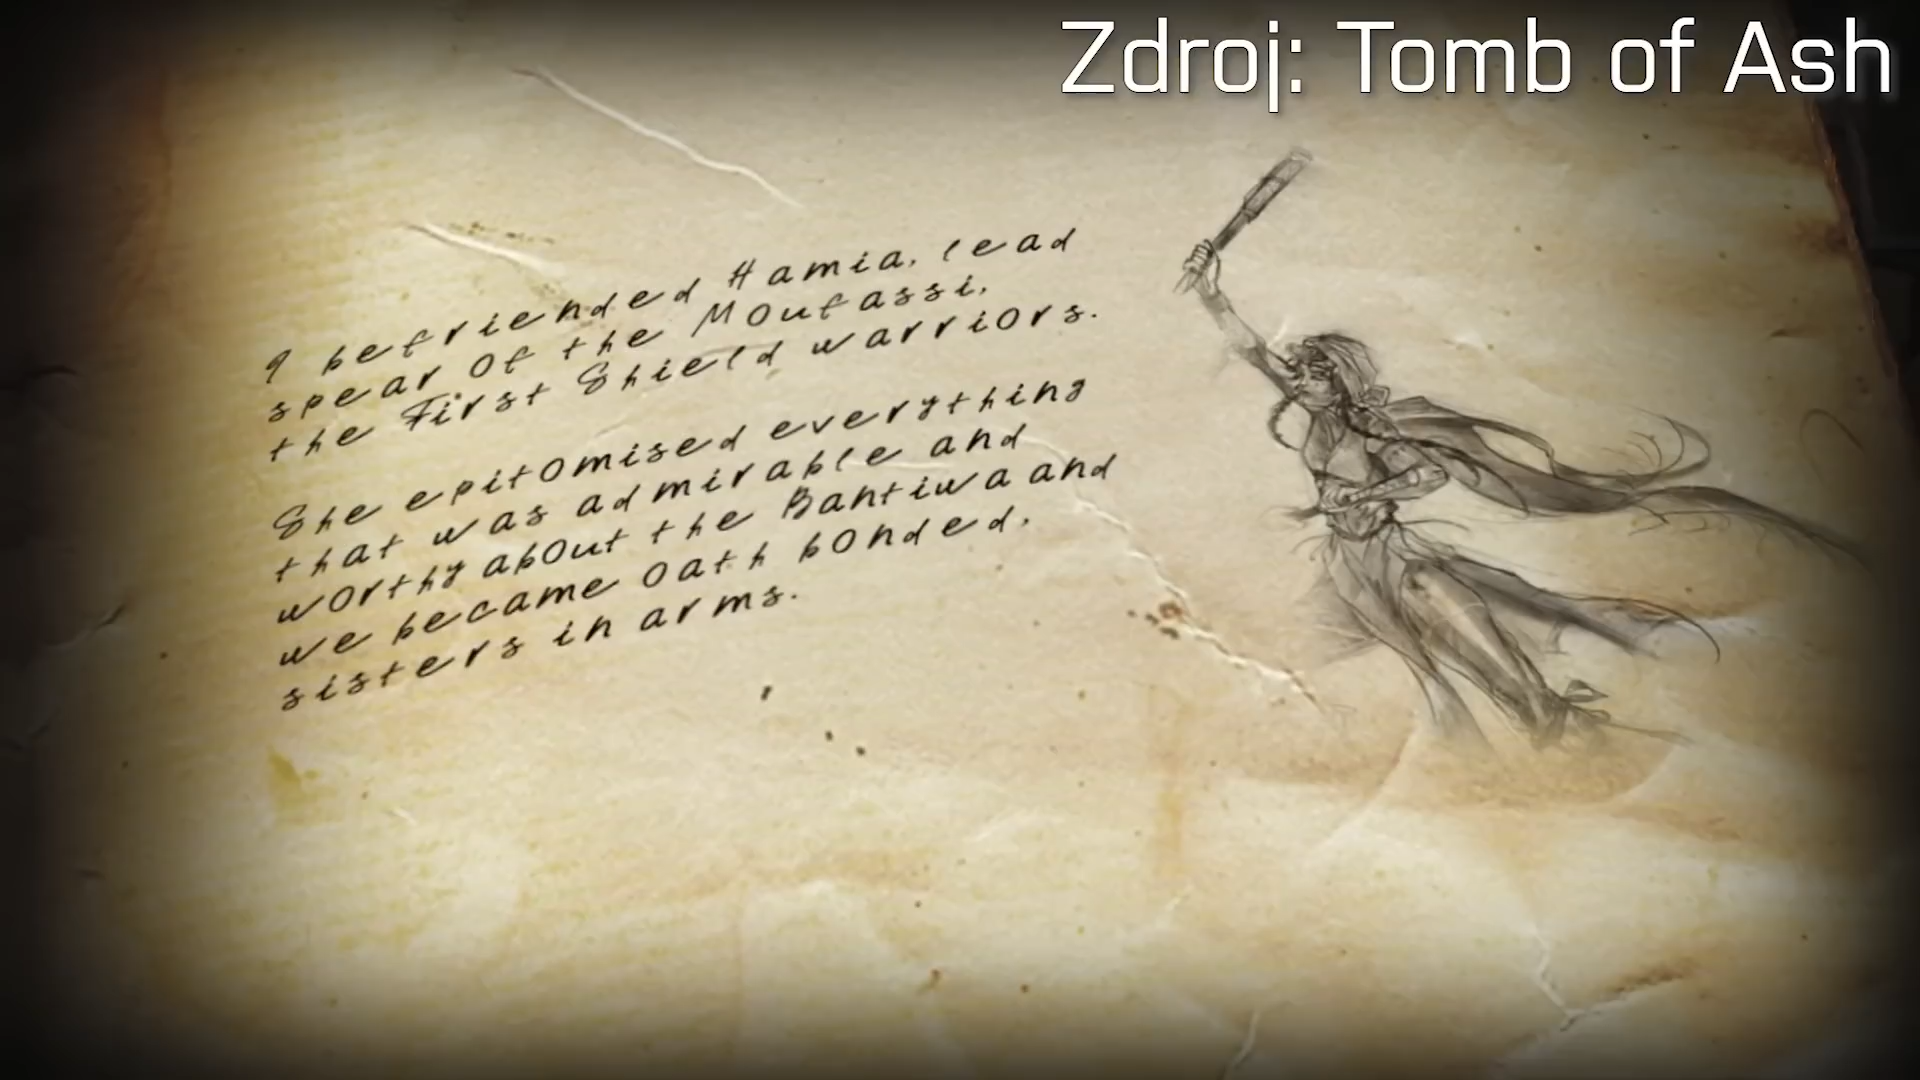 Zdroj: Tomb of Ash
I befriended Hamia, lead
spear of the Moutassi,
the First Shield warriors.
She epitomised everything
that was admirable and
worthy about the Bantiwa and
we became oath bonded,
sisters in arms.